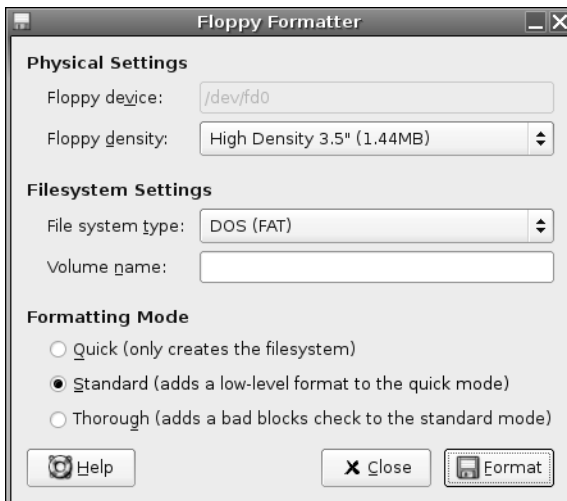 Floppy Formatter
Physical Settings
Floppy device: /dev/fd0
Floppy density: High Density 3.5" (1.44MB)
Filesystem Settings
File system type: DOS (FAT)
Volume name:
Formatting Mode
Quick (only creates the filesystem)
Standard (adds a low-level format to the quick mode)
Thorough (adds a bad blocks check to the standard mode)
Help Close Format